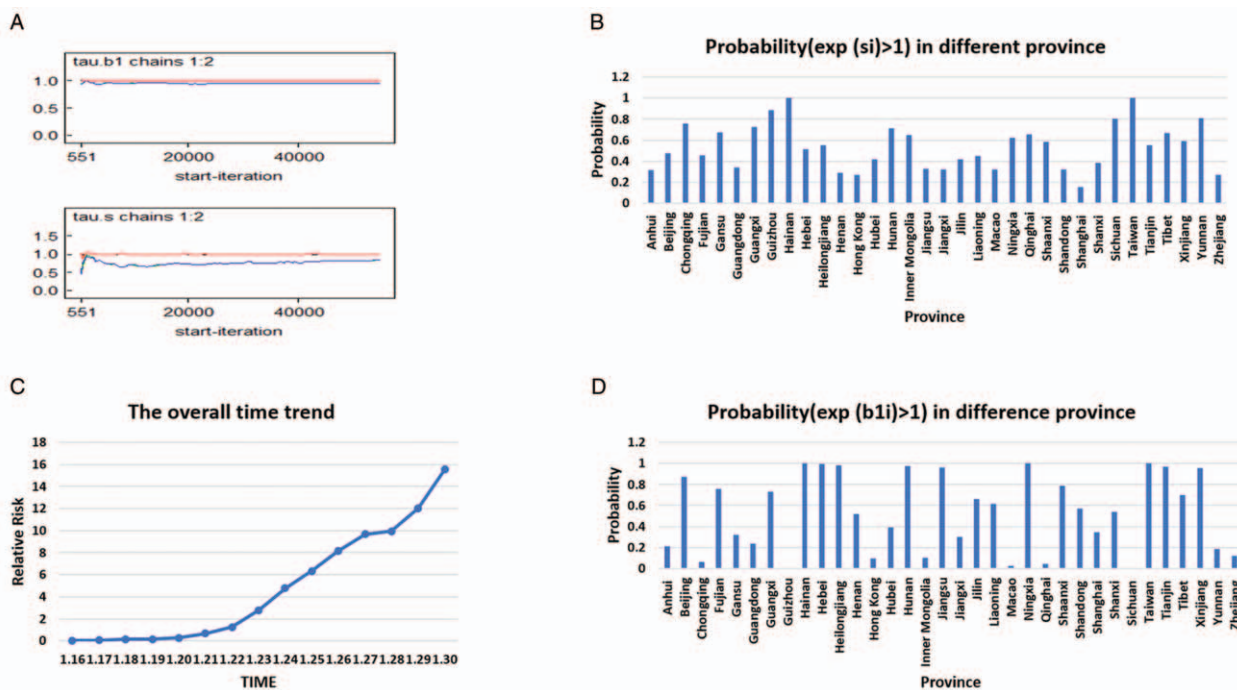 A
tau.b1 chains 1:2
1.0
0.5
0.0
551 20000 40000
start-iteration
tau.s chains 1:2
1.5
1.0
0.5
0.0
551 20000 40000
start-iteration
B
Probability(exp (si)>1) in different province
1.2
1
0.8
0.6
0.4
0.2
0
Probability
Anhui
Beijing
Chongqing
Fujian
Gansu
Guangdong
Guangxi
Guizhou
Hainan
Hebei
Heilongjiang
Henan
Hong Kong
Hubei
Hunan
Inner Mongolia
Jiangsu
Jiangxi
Jilin
Liaoning
Macao
Ningxia
Qinghai
Shaanxi
Shandong
Shanghai
Shanxi
Sichuan
Taiwan
Tianjin
Tibet
Xinjiang
Yunnan
Zhejiang
Province
C
The overall time trend
18
16
14
12
10
8
6
4
2
0
Relative Risk
1.16 1.17 1.18 1.19 1.20 1.21 1.22 1.23 1.24 1.25 1.26 1.27 1.28 1.29 1.30
TIME
D
Probability(exp (b1i)>1) in difference province
1.2
1
0.8
0.6
0.4
0.2
0
Probability
Anhui
Beijing
Chongqing
Fujian
Gansu
Guangdong
Guangxi
Guizhou
Hainan
Hebei
Heilongjiang
Henan
Hong Kong
Hubei
Hunan
Inner Mongolia
Jiangsu
Jiangxi
Jilin
Liaoning
Macao
Ningxia
Qinghai
Shaanxi
Shandong
Shanghai
Shanxi
Sichuan
Taiwan
Tianjin
Tibet
Xinjiang
Yunnan
Zhejiang
Province